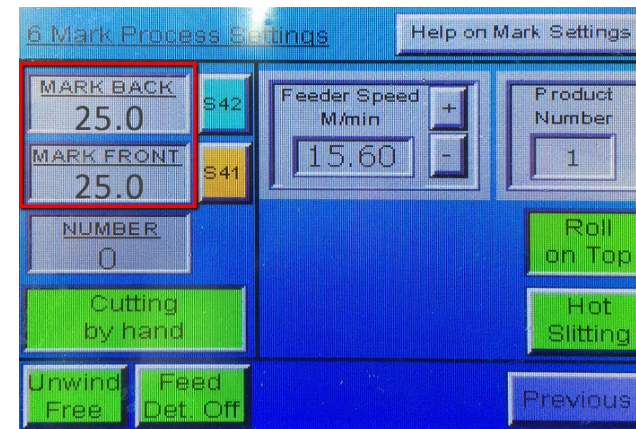 6 Mark Process Settings
Help on Mark Settings
MARK BACK
25.0
S42
MARK FRONT
25.0
S41
NUMBER
0
Cutting
by hand
Unwind
Free
Feed
Det. Off
Feeder Speed
M/min
+
15.60
-
Product
Number
1
Roll
on Top
Hot
Slitting
Previous